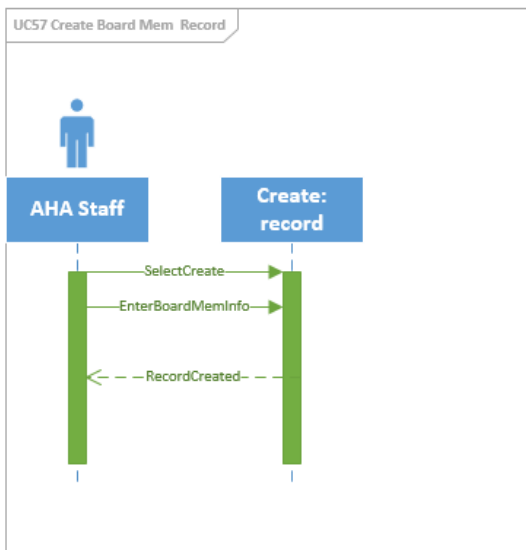 UC57 Create Board Mem Record
AHA Staff
Create:
record
SelectCreate
EnterBoardMemInfo
RecordCreated